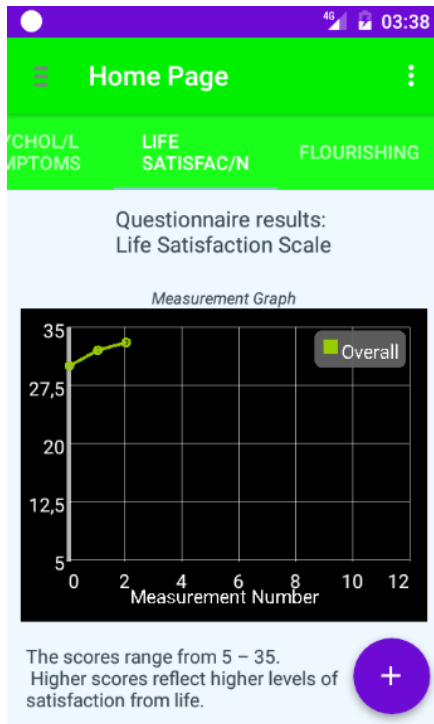 4G 03:38
Home Page
YCHOL/L
MPTOMS
LIFE
SATISFAC/N
FLOURISHING
Questionnaire results:
Life Satisfaction Scale
Measurement Graph
35
27,5
20
12,5
5
Overall
0 2 4 6 8 10 12
Measurement Number
The scores range from 5 – 35.
Higher scores reflect higher levels of
satisfaction from life.
+